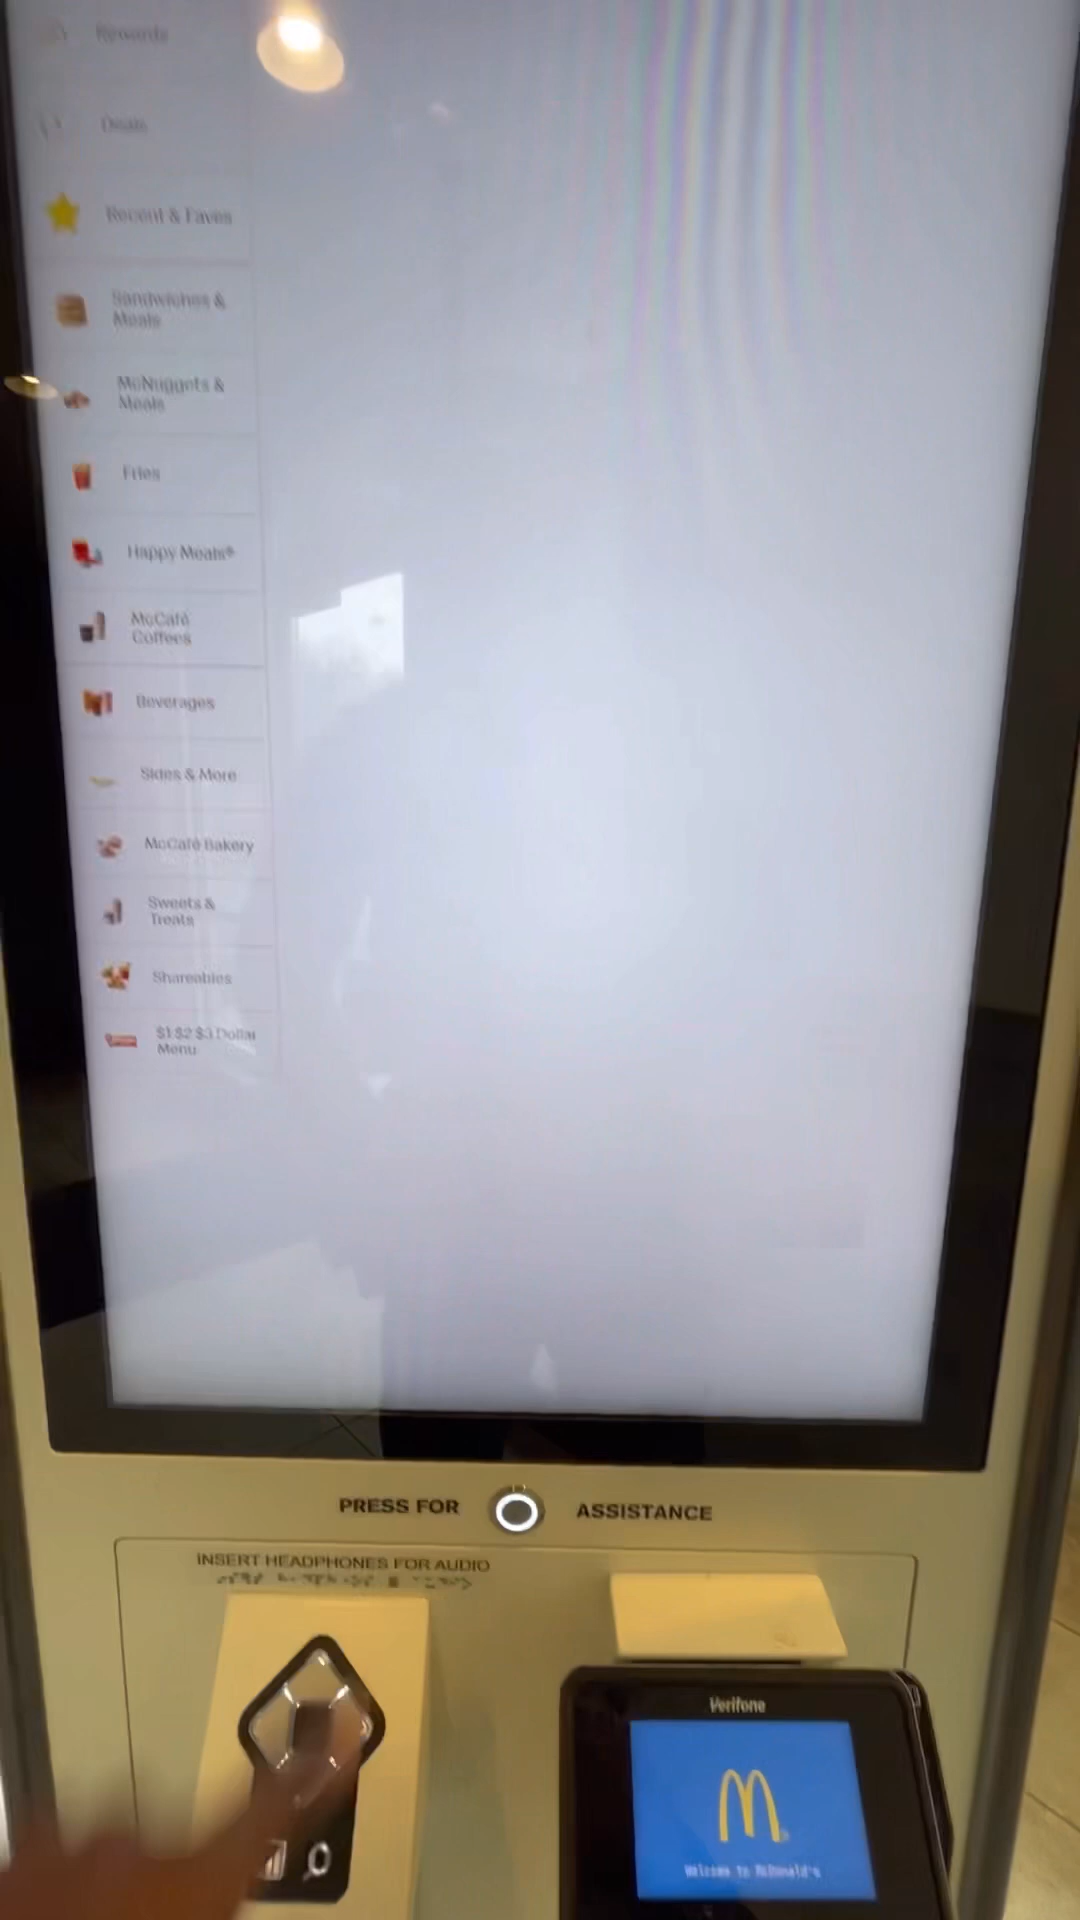 Rewards
Deals
Recent & Faves
Sandwiches &
Meals
McNuggets &
Meals
Fries
Happy Meals®
McCafé
Coffees
Beverages
Sides & More
McCafé Bakery
Sweets &
Treats
Shareables
$1 $2 $3 Dollar
Menu
PRESS FOR ASSISTANCE
INSERT HEADPHONES FOR AUDIO
Verifone
Welcome to McDonald's